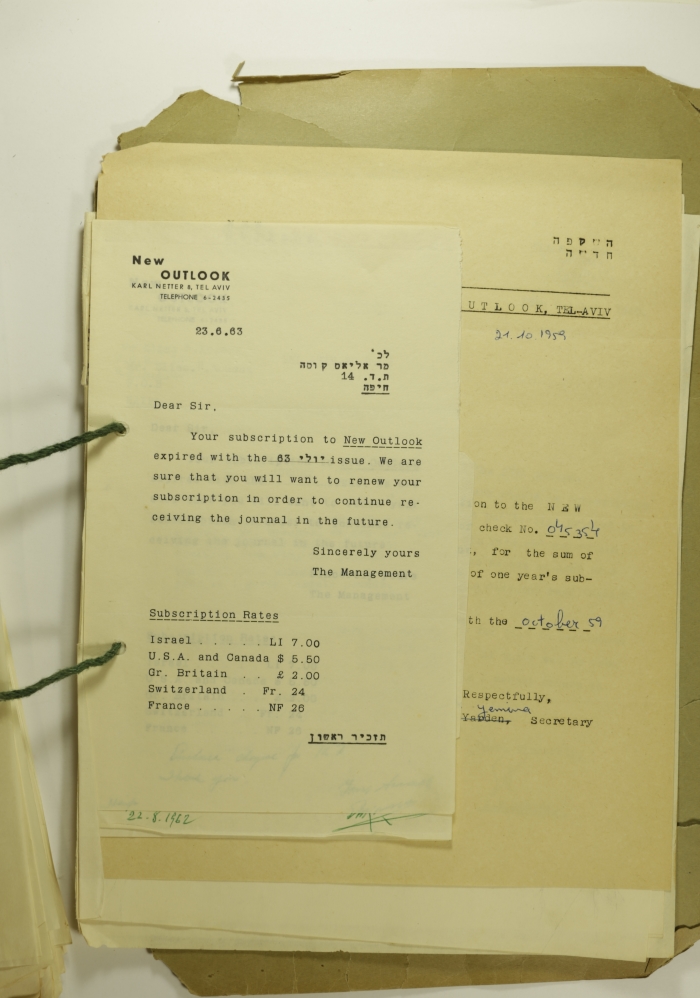 New
OUTLOOK
KARL NETTER 8, TEL AVIV
TELEPHONE 6-2455
23.6.63
לכ'
מר אליאס קוסה
ת.ד. 14
חיפה
Dear Sir,
Your subscription to New Outlook
expired with the יולי 63 issue. We are
sure that you will want to renew your
subscription in order to continue re-
ceiving the journal in the future.
Sincerely yours
The Management
Subscription Rates
Israel . . . . . LI 7.00
U.S.A. and Canada $ 5.50
Gr. Britain . . £ 2.00
Switzerland . Fr. 24
France . . . . . NF 26
תזכיר ראשון
22.8.1962
השקפה
חדשה
UTLOOK, TEL-AVIV
21.10.1959
on to the NEW
check No. 045354
, for the sum of
of one year's sub-
th the october 59
Respectfully,
Yemima
Yarden, Secretary